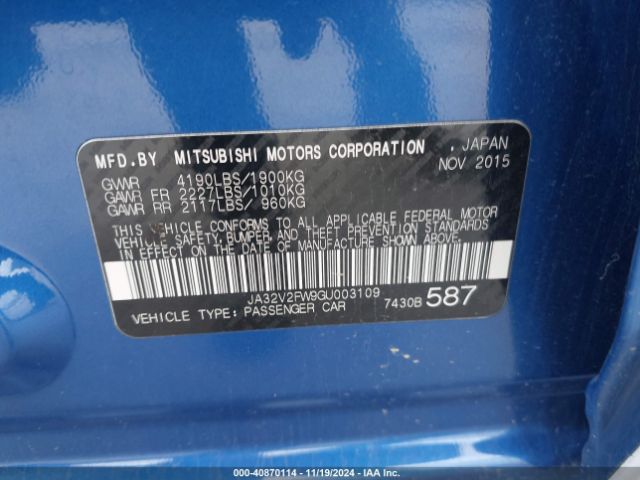 MFD.BY MITSUBISHI MOTORS CORPORATION , JAPAN
NOV 2015
GVWR 4190LBS/1900KG
GAWR FR 2227LBS/1010KG
GAWR RR 2117LBS/ 960KG
THIS VEHICLE CONFORMS TO ALL APPLICABLE FEDERAL MOTOR
VEHICLE SAFETY, BUMPER AND THEFT PREVENTION STANDARDS
IN EFFECT ON THE DATE OF MANUFACTURE SHOWN ABOVE.
JA32V2FW9GU003109
VEHICLE TYPE: PASSENGER CAR 7430B 587
000-40870114 - 11/19/2024 - IAA Inc.